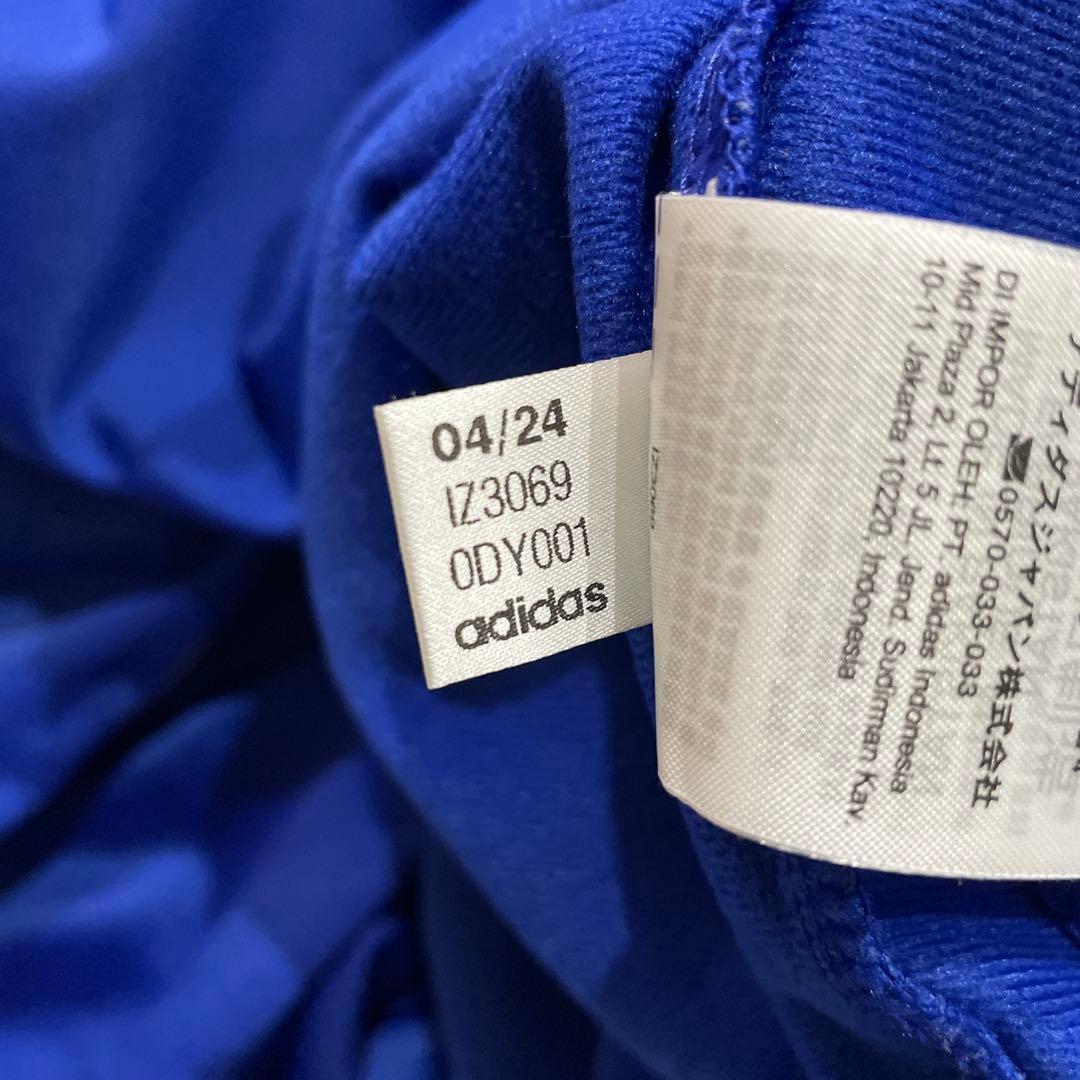 04/24
IZ3069
0DY001
adidas
アディダスジャパン株式会社
0570-033-033
DI IMPOR OLEH, PT. adidas Indonesia
Mid Plaza 2, Lt. 5 JL. Jend. Sudirman Kav
10-11 Jakarta 10220, Indonesia